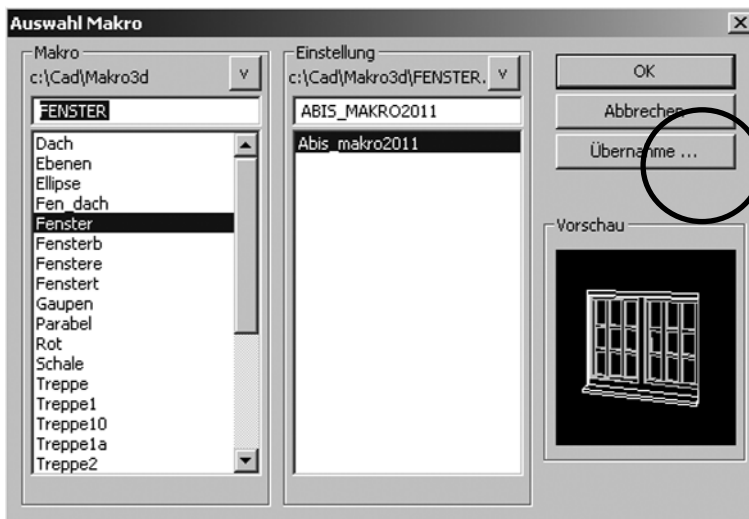 Auswahl Makro
Makro
c:\Cad\Makro3d
v
FENSTER
Dach
Ebenen
Ellipse
Fen_dach
Fenster
Fensterb
Fenstere
Fenstert
Gaupen
Parabel
Rot
Schale
Treppe
Treppe1
Treppe10
Treppe1a
Treppe2
Einstellung
c:\Cad\Makro3d\FENSTER.
v
ABIS_MAKRO2011
Abis_makro2011
OK
Abbrechen
Übernahme ...
Vorschau